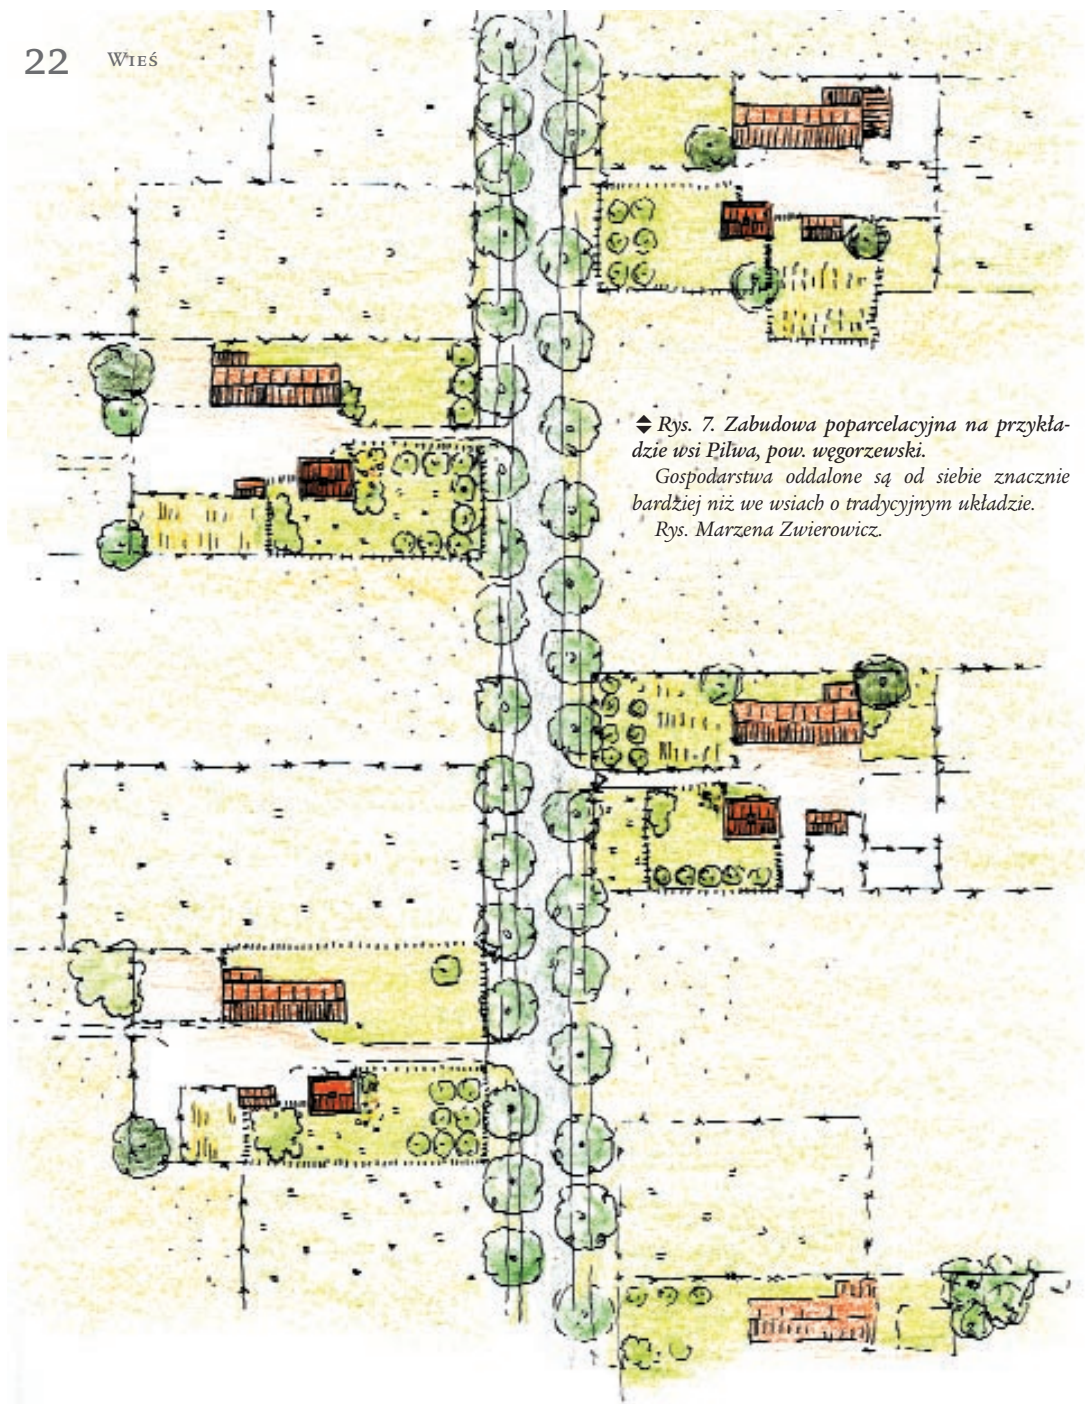 22 Wieś
Rys. 7. Zabudowa poparcelacyjna na przykła-
dzie wsi Pilwa, pow. węgorzewski.
Gospodarstwa oddalone są od siebie znacznie
bardziej niż we wsiach o tradycyjnym układzie.
Rys. Marzena Zwierowicz.